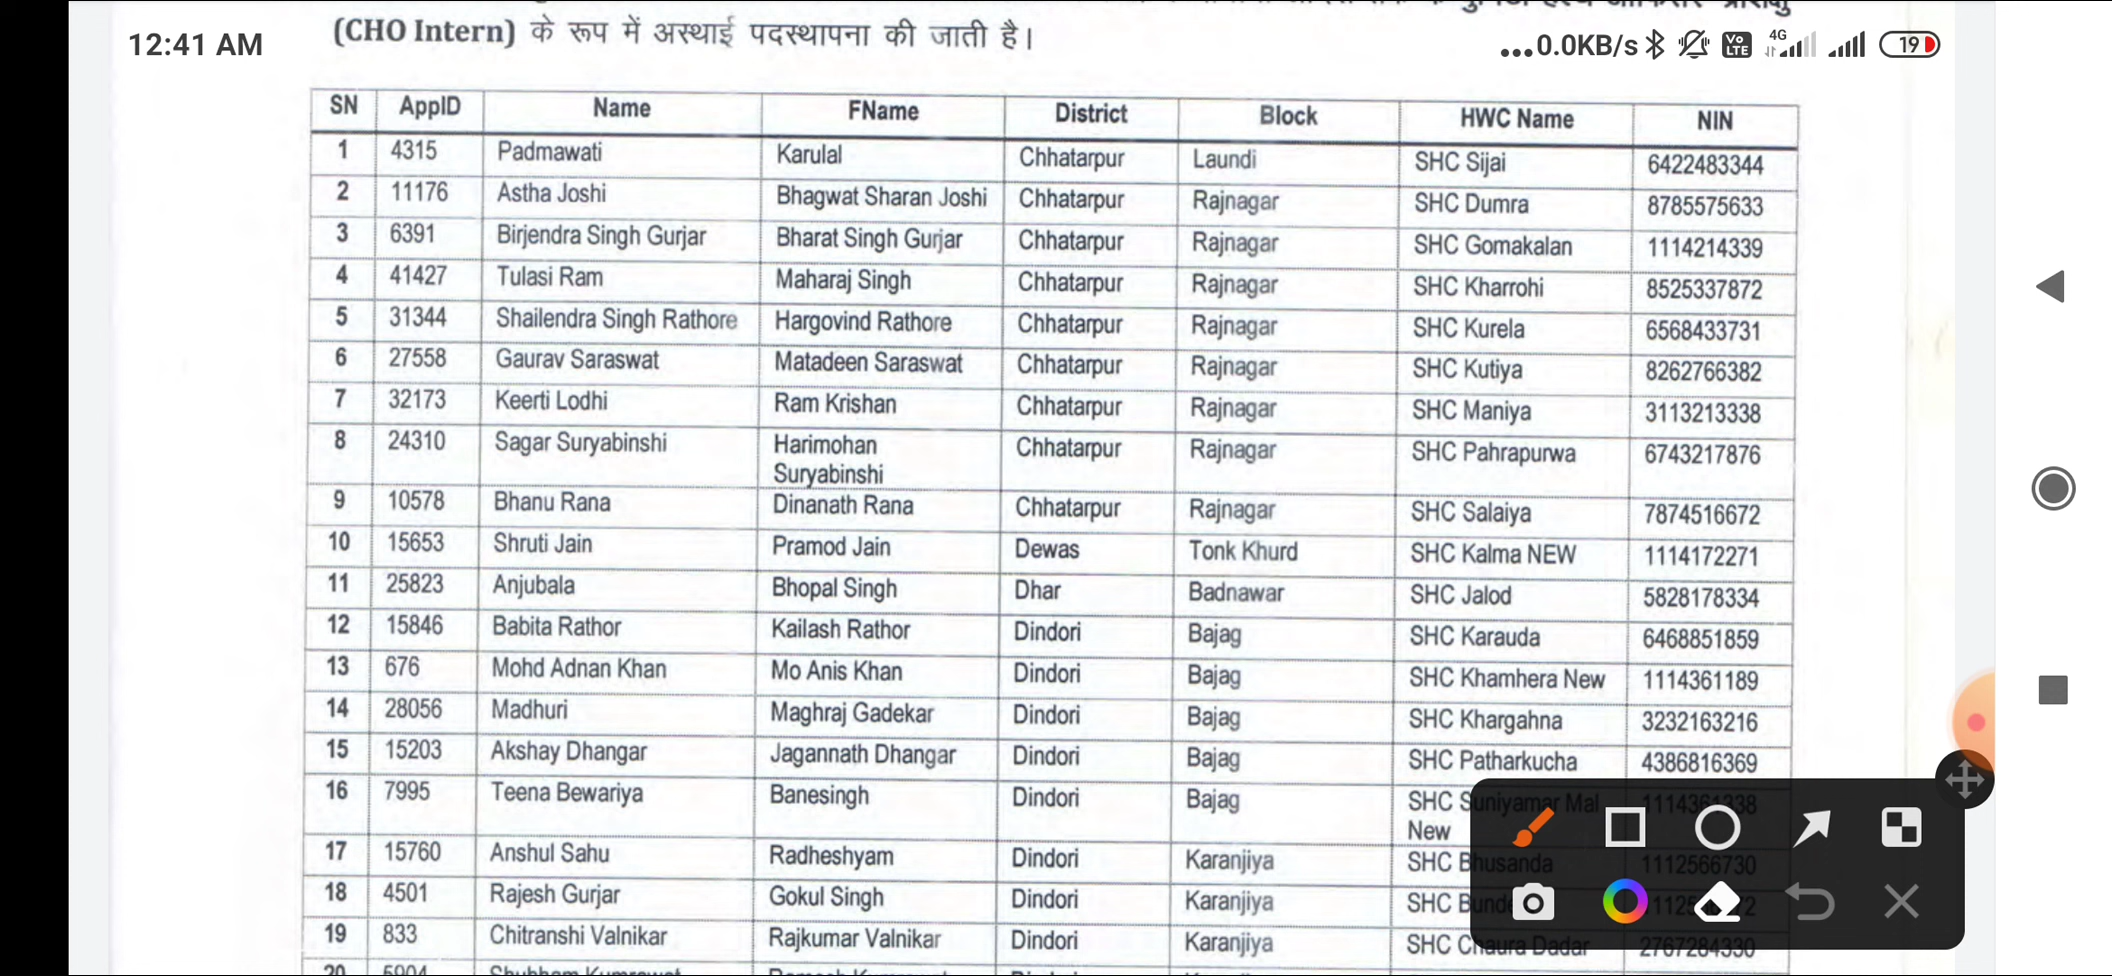 12:41 AM
(CHO Intern) के रूप में अस्थाई पदस्थापना की जाती है।
...0.0KB/s Vo LTE 4G 19
SN AppID Name FName District Block HWC Name NIN
1 4315 Padmawati Karulal Chhatarpur Laundi SHC Sijai 6422483344
2 11176 Astha Joshi Bhagwat Sharan Joshi Chhatarpur Rajnagar SHC Dumra 8785575633
3 6391 Birjendra Singh Gurjar Bharat Singh Gurjar Chhatarpur Rajnagar SHC Gomakalan 1114214339
4 41427 Tulasi Ram Maharaj Singh Chhatarpur Rajnagar SHC Kharrohi 8525337872
5 31344 Shailendra Singh Rathore Hargovind Rathore Chhatarpur Rajnagar SHC Kurela 6568433731
6 27558 Gaurav Saraswat Matadeen Saraswat Chhatarpur Rajnagar SHC Kutiya 8262766382
7 32173 Keerti Lodhi Ram Krishan Chhatarpur Rajnagar SHC Maniya 3113213338
8 24310 Sagar Suryabinshi Harimohan Chhatarpur Rajnagar SHC Pahrapurwa 6743217876
Suryabinshi
9 10578 Bhanu Rana Dinanath Rana Chhatarpur Rajnagar SHC Salaiya 7874516672
10 15653 Shruti Jain Pramod Jain Dewas Tonk Khurd SHC Kalma NEW 1114172271
11 25823 Anjubala Bhopal Singh Dhar Badnawar SHC Jalod 5828178334
12 15846 Babita Rathor Kailash Rathor Dindori Bajag SHC Karauda 6468851859
13 676 Mohd Adnan Khan Mo Anis Khan Dindori Bajag SHC Khamhera New 1114361189
14 28056 Madhuri Maghraj Gadekar Dindori Bajag SHC Khargahna 3232163216
15 15203 Akshay Dhangar Jagannath Dhangar Dindori Bajag SHC Patharkucha 4386816369
16 7995 Teena Bewariya Banesingh Dindori Bajag SHC Suniyamar Mal
New
17 15760 Anshul Sahu Radheshyam Dindori Karanjiya SHC Bhusanda 1112566730
18 4501 Rajesh Gurjar Gokul Singh Dindori Karanjiya SHC
19 833 Chitranshi Valnikar Rajkumar Valnikar Dindori Karanjiya SHC Chaura Dadar 2767284330